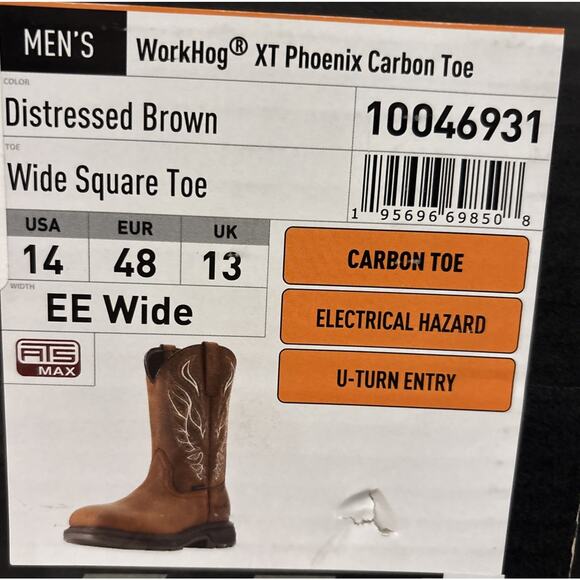 MEN'S
WorkHog® XT Phoenix Carbon Toe
COLOR
Distressed Brown
10046931
TOE
Wide Square Toe
1 95696 69850 8
USA EUR UK
14 48 13
CARBON TOE
WIDTH
EE Wide
ELECTRICAL HAZARD
ATS
MAX
U-TURN ENTRY